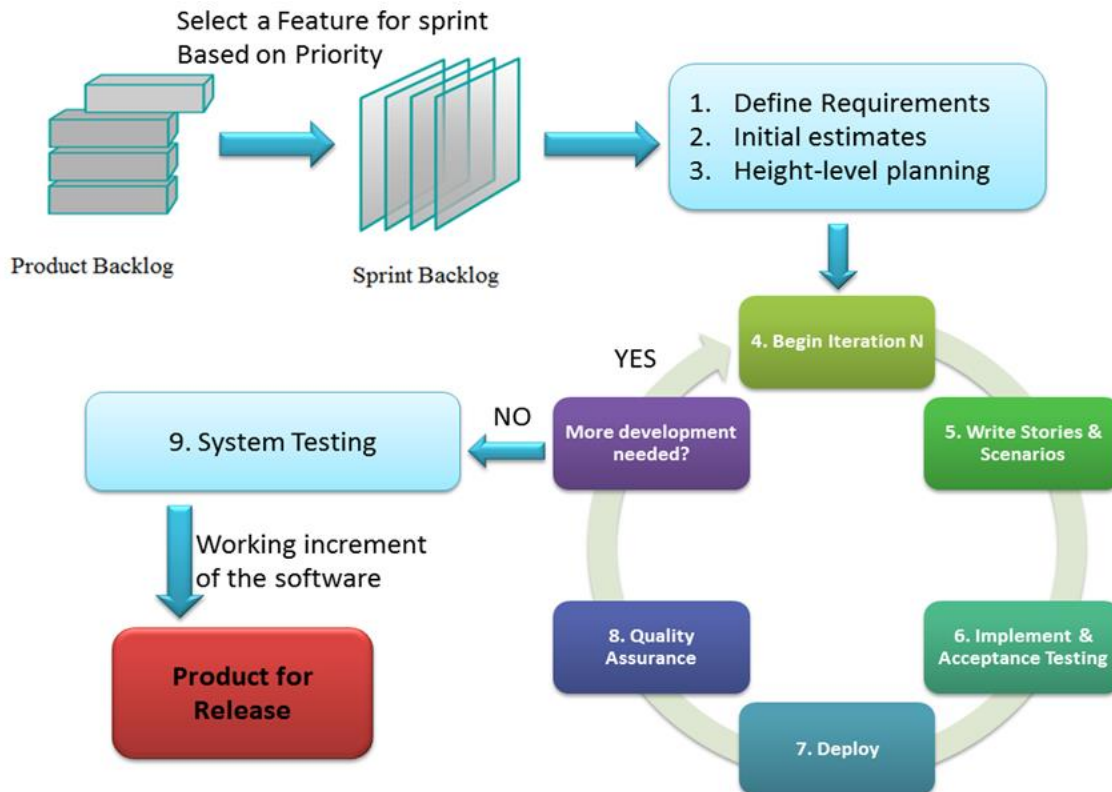 Select a Feature for sprint
Based on Priority
Product Backlog
Sprint Backlog
1. Define Requirements
2. Initial estimates
3. Height-level planning
4. Begin Iteration N
5. Write Stories &
Scenarios
6. Implement &
Acceptance Testing
7. Deploy
8. Quality
Assurance
More development
needed?
YES
NO
9. System Testing
Working increment
of the software
Product for
Release